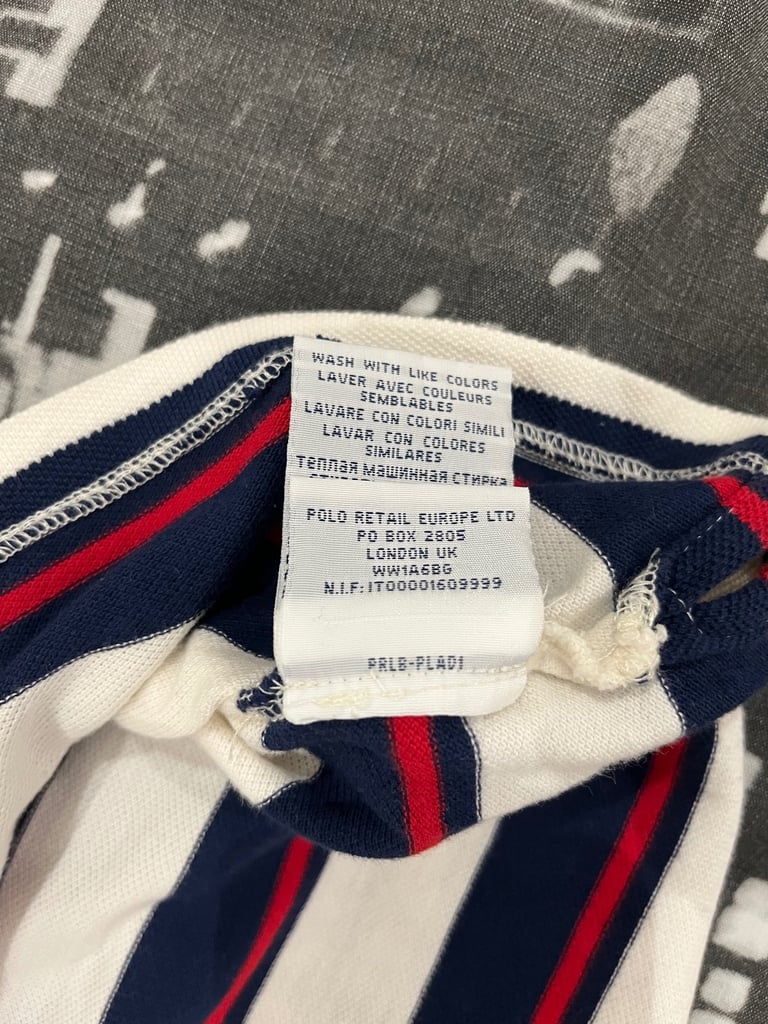 WASH WITH LIKE COLORS
LAVER AVEC COULEURS
SEMBLABLES
LAVARE CON COLORI SIMILI
LAVAR CON COLORES
SIMILARES
ТЕПЛАЯ МАШИННАЯ СТИРКА
POLO RETAIL EUROPE LTD
PO BOX 2805
LONDON UK
WW1A6BG
N.I.F:IT00001609999
PRLB-PLAD1